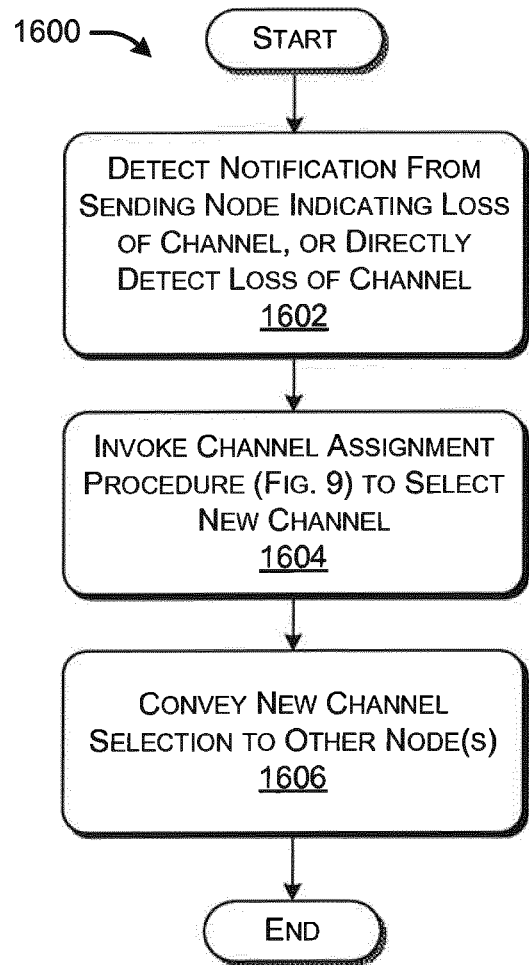 1600
START
DETECT NOTIFICATION FROM
SENDING NODE INDICATING LOSS
OF CHANNEL, OR DIRECTLY
DETECT LOSS OF CHANNEL
1602
INVOKE CHANNEL ASSIGNMENT
PROCEDURE (FIG. 9) TO SELECT
NEW CHANNEL
1604
CONVEY NEW CHANNEL
SELECTION TO OTHER NODE(S)
1606
END